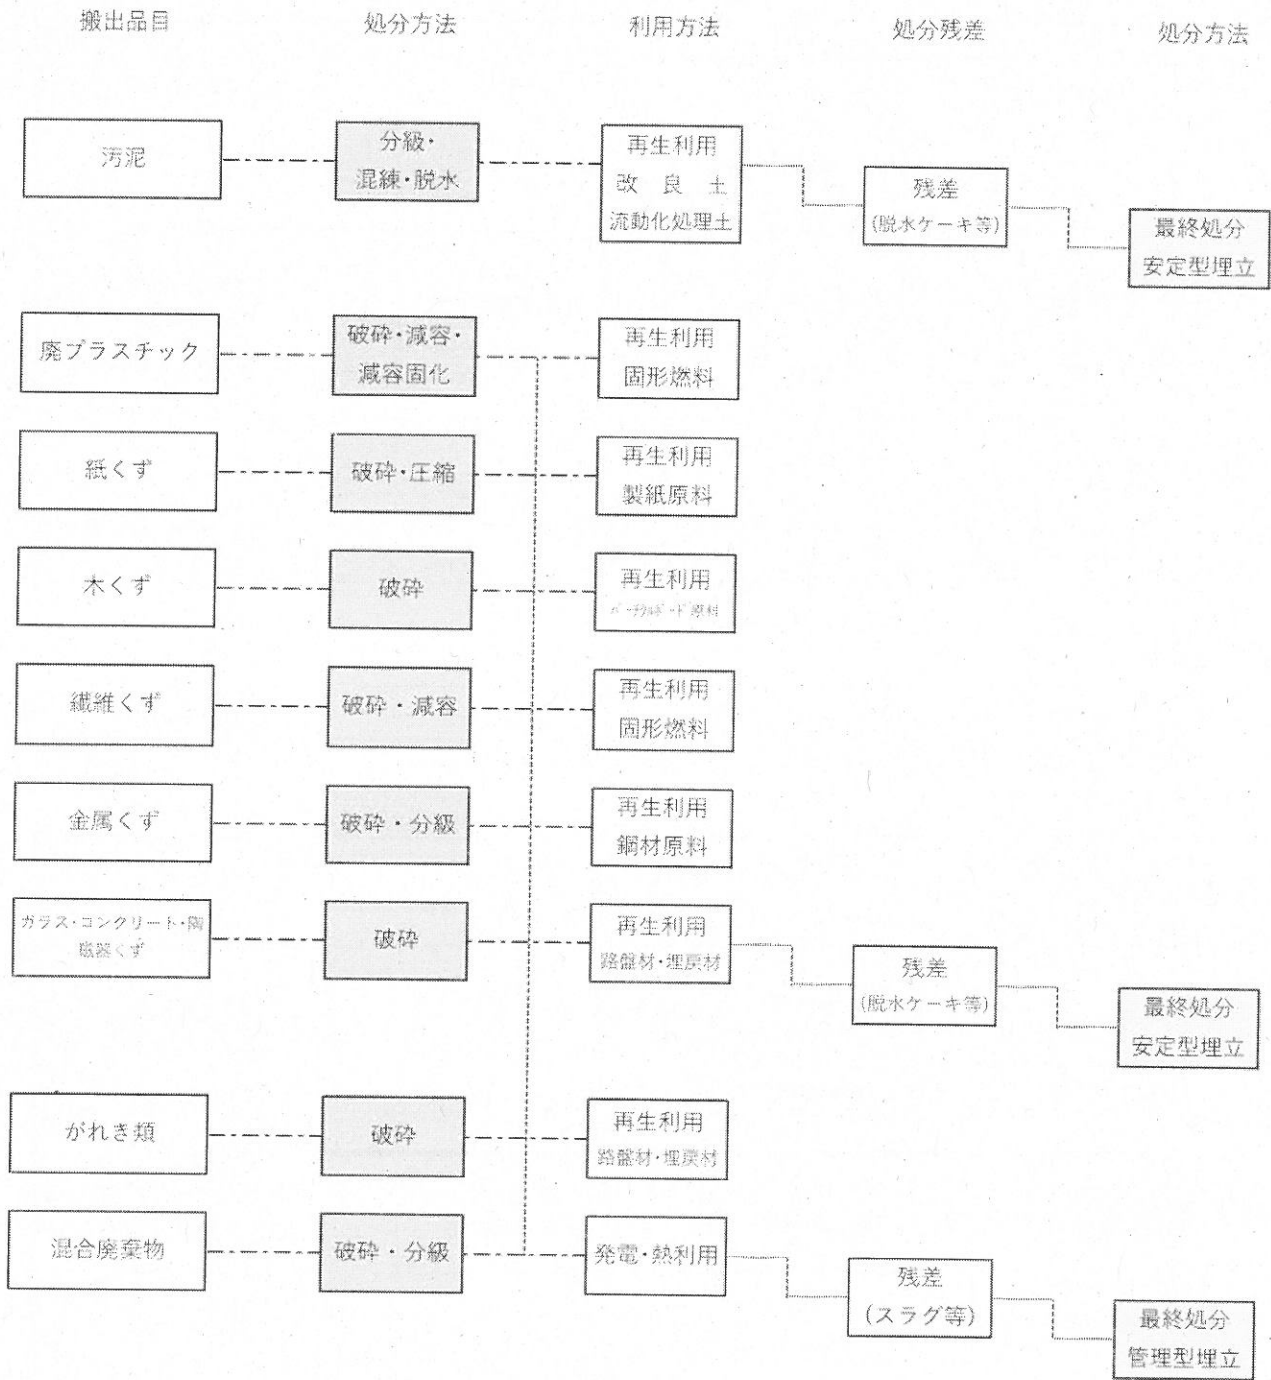 搬出品目 処分方法 利用方法 処分残差 処分方法
汚泥
分級・
混練・脱水
再生利用
改良土
流動化処理土
残差
(脱水ケーキ等)
最終処分
安定型埋立
廃プラスチック
破砕・減容・
減容固化
再生利用
固形燃料
紙くず
破砕・圧縮
再生利用
製紙原料
木くず
破砕
再生利用
パーチクルボード原料
繊維くず
破砕・減容
再生利用
固形燃料
金属くず
破砕・分級
再生利用
鋼材原料
ガラス・コンクリート・陶
磁器くず
破砕
再生利用
路盤材・埋戻材
残差
(脱水ケーキ等)
最終処分
安定型埋立
がれき類
破砕
再生利用
路盤材・埋戻材
混合廃棄物
破砕・分級
発電・熱利用
残差
(スラグ等)
最終処分
管理型埋立